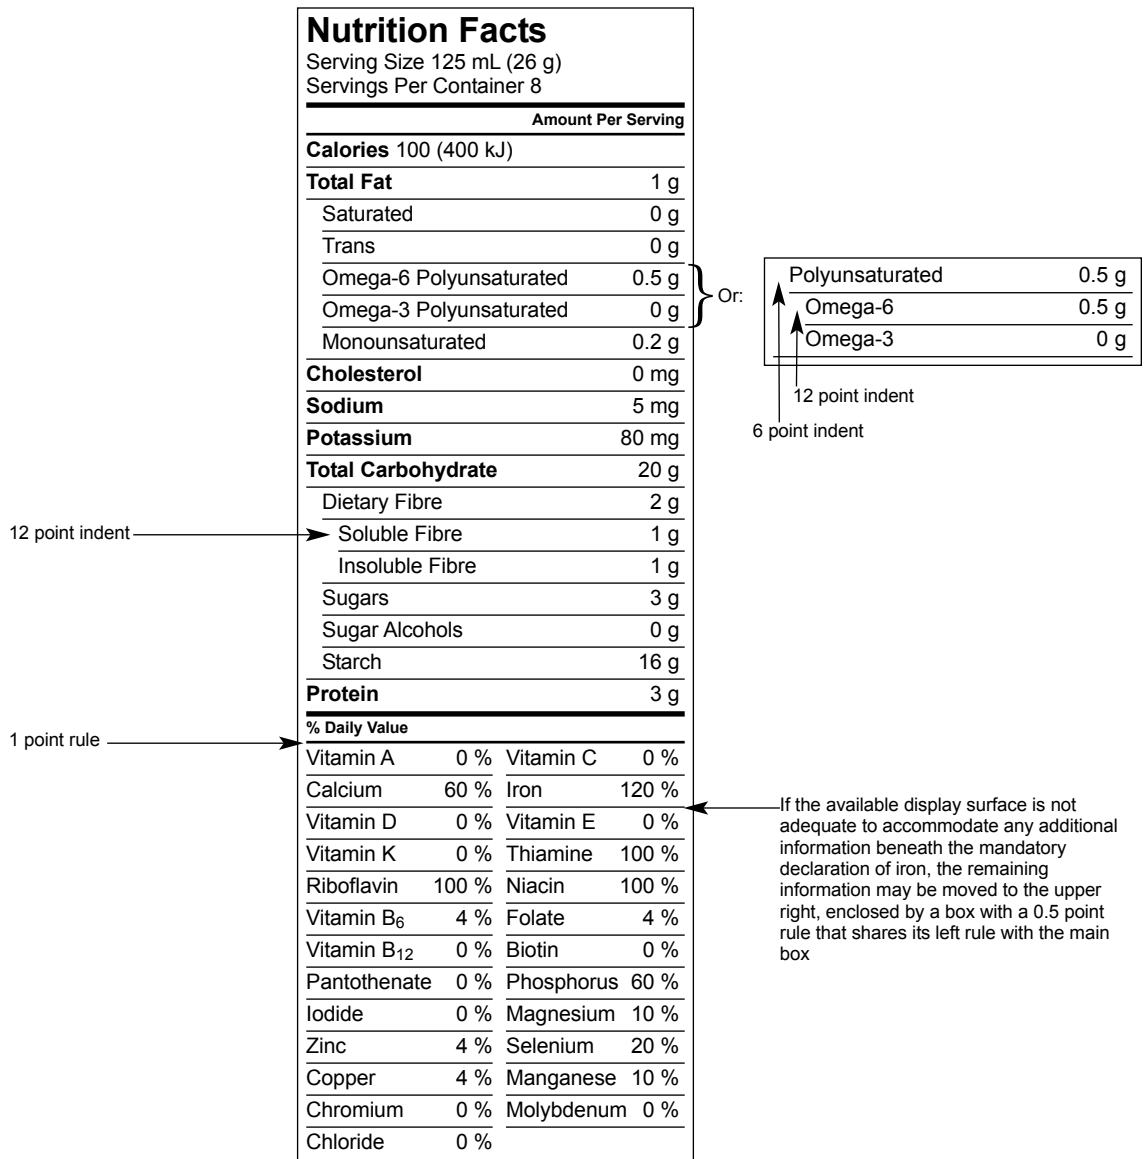 Nutrition Facts
Serving Size 125 mL (26 g)
Servings Per Container 8
Amount Per Serving
Calories 100 (400 kJ)
Total Fat 1 g
Saturated 0 g
Trans 0 g
Omega-6 Polyunsaturated 0.5 g
Omega-3 Polyunsaturated 0 g
Or:
Polyunsaturated 0.5 g
Omega-6 0.5 g
Omega-3 0 g
12 point indent
6 point indent
Monounsaturated 0.2 g
Cholesterol 0 mg
Sodium 5 mg
Potassium 80 mg
Total Carbohydrate 20 g
Dietary Fibre 2 g
12 point indent
Soluble Fibre 1 g
Insoluble Fibre 1 g
Sugars 3 g
Sugar Alcohols 0 g
Starch 16 g
Protein 3 g
% Daily Value
1 point rule
Vitamin A 0 % Vitamin C 0 %
Calcium 60 % Iron 120 %
Vitamin D 0 % Vitamin E 0 %
Vitamin K 0 % Thiamine 100 %
Riboflavin 100 % Niacin 100 %
Vitamin B6 4 % Folate 4 %
Vitamin B12 0 % Biotin 0 %
Pantothenate 0 % Phosphorus 60 %
Iodide 0 % Magnesium 10 %
Zinc 4 % Selenium 20 %
Copper 4 % Manganese 10 %
Chromium 0 % Molybdenum 0 %
Chloride 0 %
If the available display surface is not
adequate to accommodate any additional
information beneath the mandatory
declaration of iron, the remaining
information may be moved to the upper
right, enclosed by a box with a 0.5 point
rule that shares its left rule with the main
box